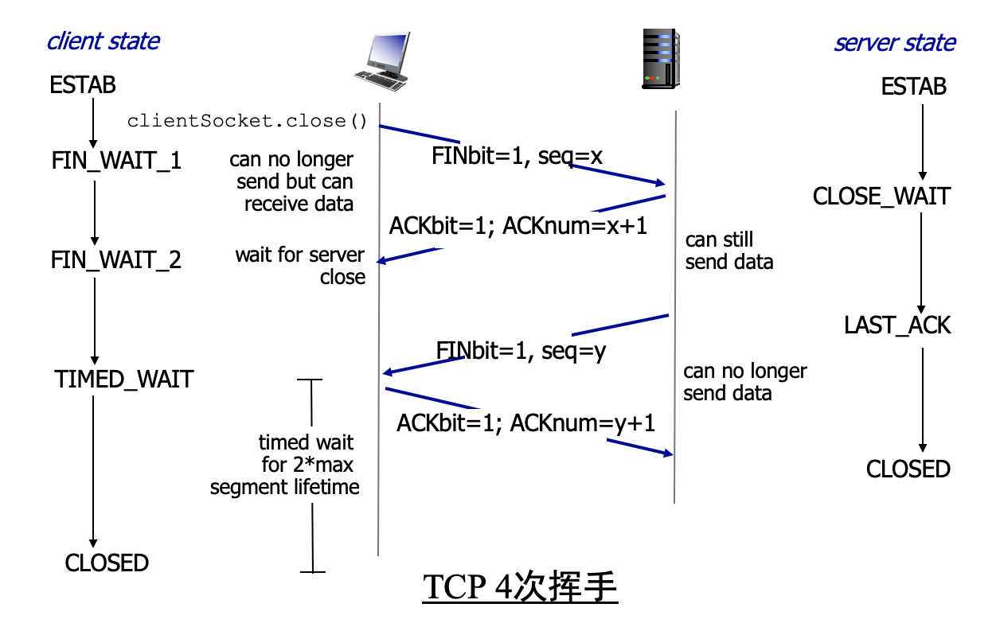 client state
server state
ESTAB
ESTAB
clientSocket.close()
FINbit=1, seq=x
FIN_WAIT_1
can no longer
send but can
receive data
CLOSE_WAIT
ACKbit=1; ACKnum=x+1
can still
send data
FIN_WAIT_2
wait for server
close
LAST_ACK
FINbit=1, seq=y
TIMED_WAIT
can no longer
send data
ACKbit=1; ACKnum=y+1
timed wait
for 2*max
segment lifetime
CLOSED
CLOSED
TCP 4次挥手